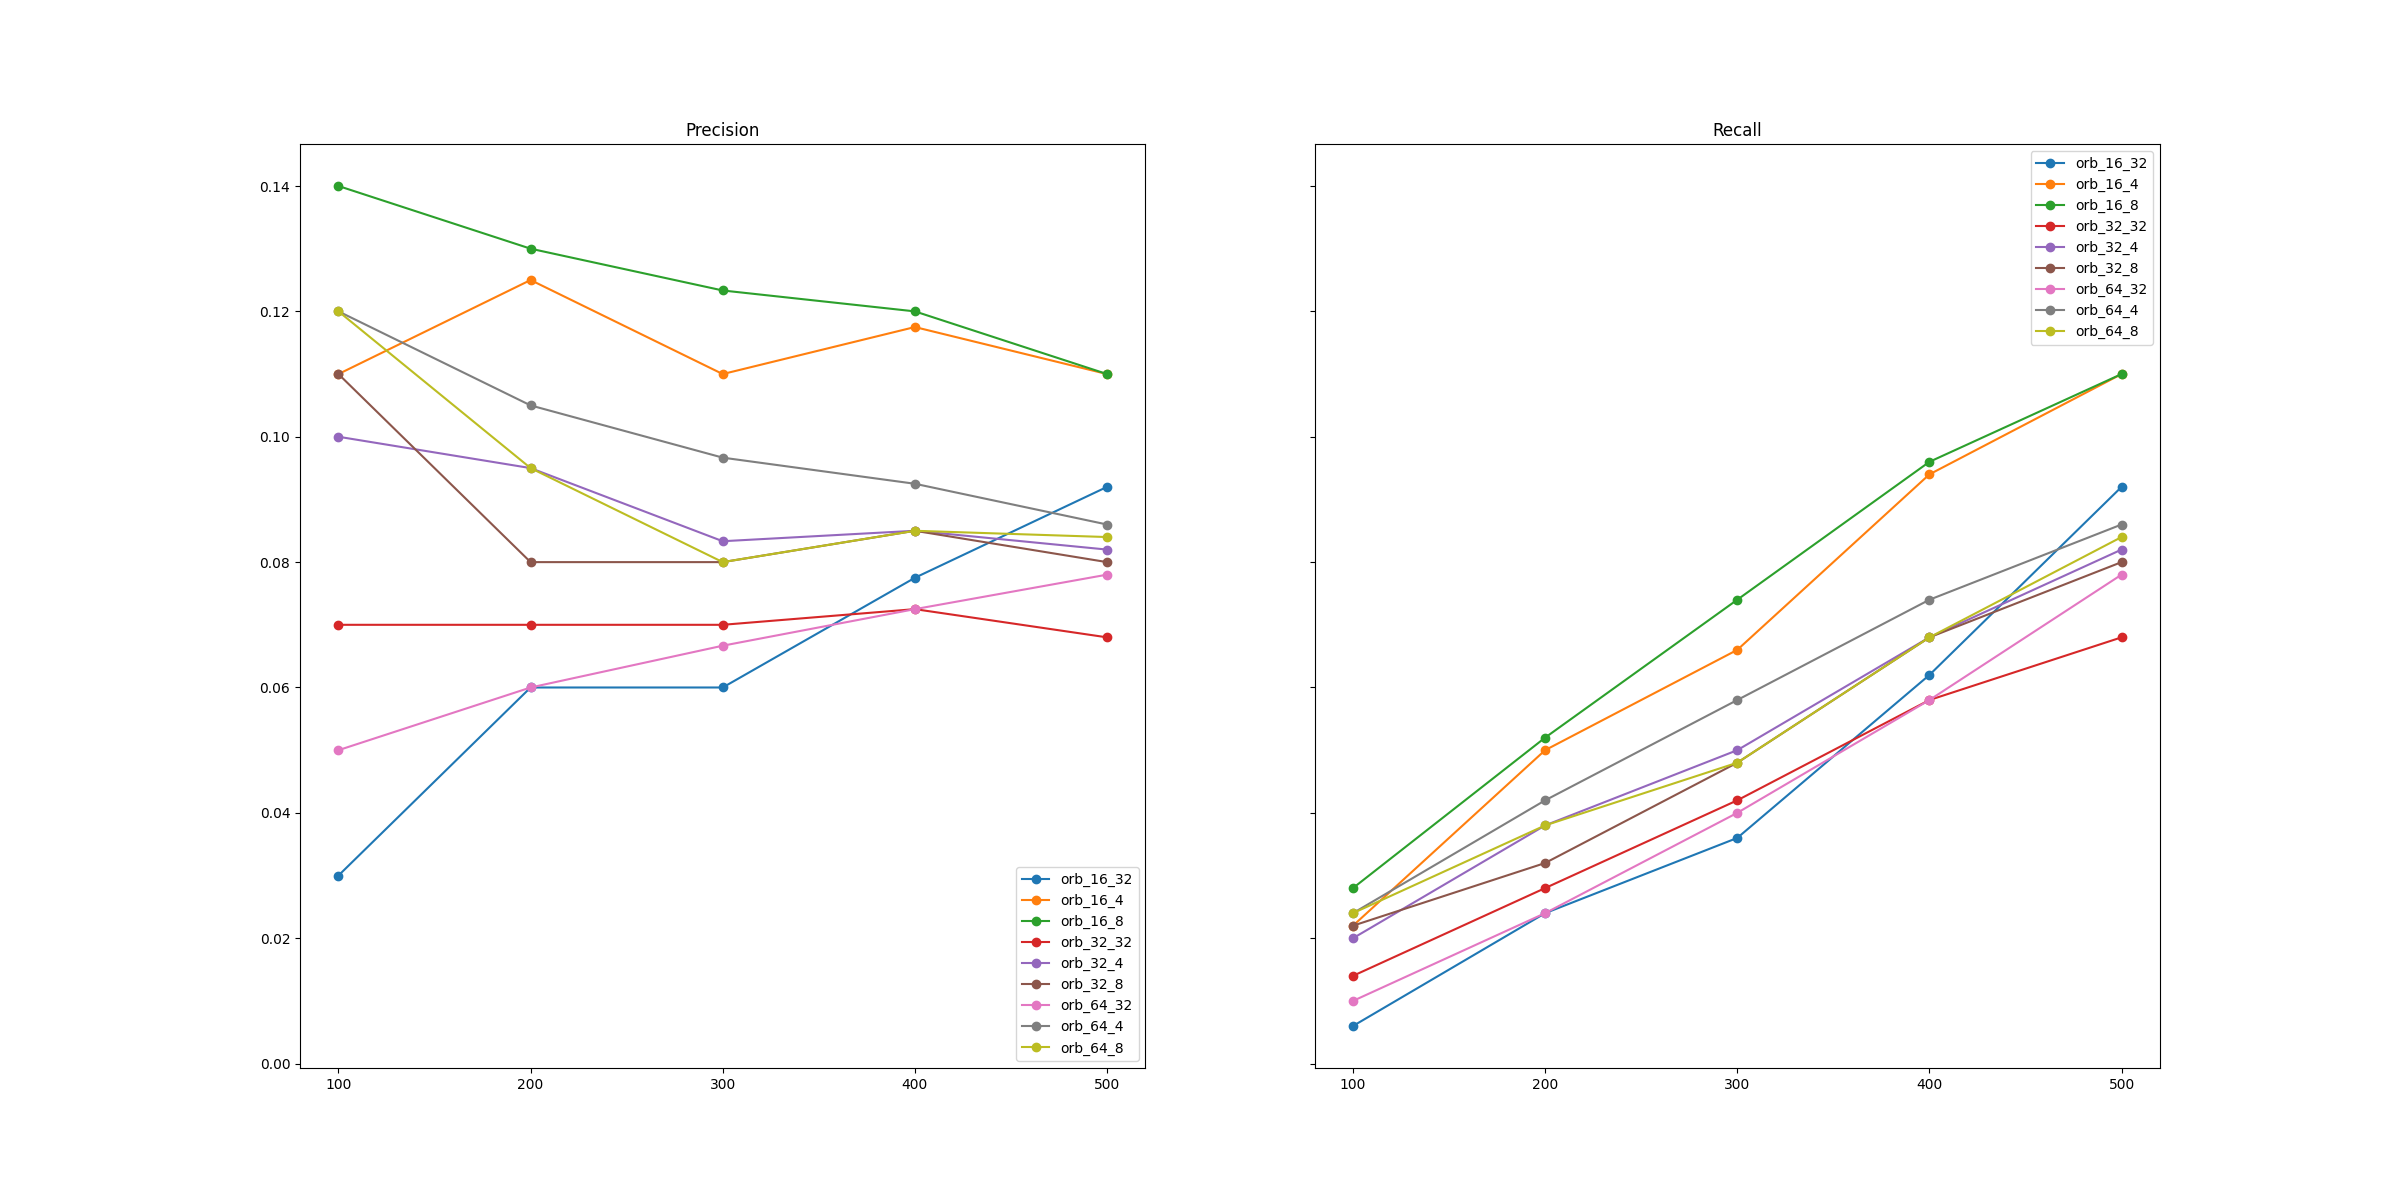 Precision
0.14
0.12
0.10
0.08
0.06
0.04
0.02
0.00
100 200 300 400 500
orb_16_32
orb_16_4
orb_16_8
orb_32_32
orb_32_4
orb_32_8
orb_64_32
orb_64_4
orb_64_8
Recall
orb_16_32
orb_16_4
orb_16_8
orb_32_32
orb_32_4
orb_32_8
orb_64_32
orb_64_4
orb_64_8
100 200 300 400 500